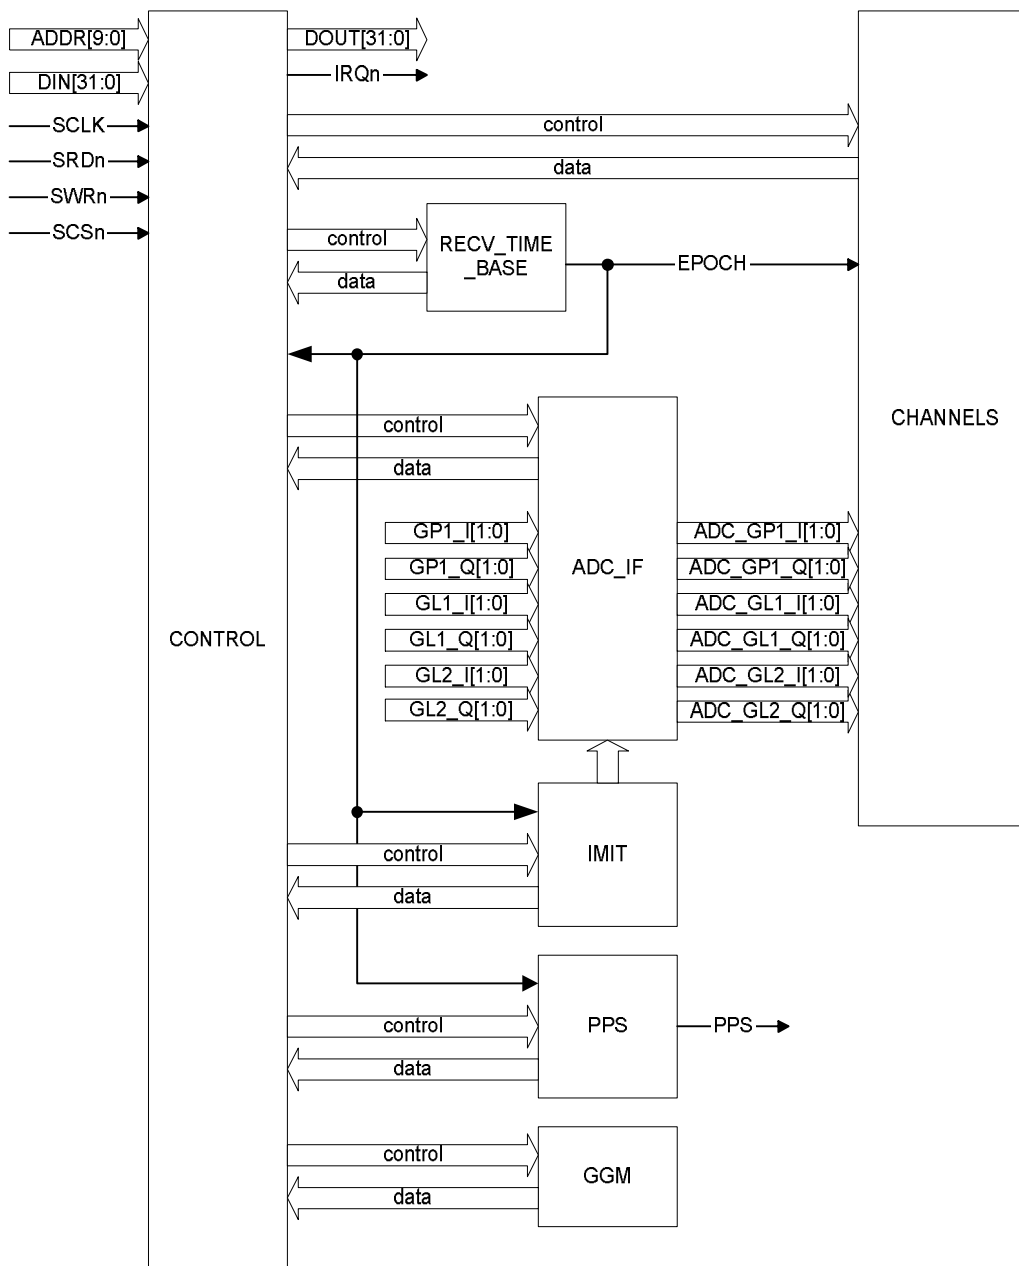 ADDR[9:0]
DOUT[31:0]
DIN[31:0]
IRQn
SCLK
control
SRDn
data
SWRn
SCSn
control
RECV_TIME
_BASE
EPOCH
data
CHANNELS
control
data
GP1_I[1:0]
ADC_GP1_I[1:0]
GP1_Q[1:0]
ADC_IF
ADC_GP1_Q[1:0]
GL1_I[1:0]
ADC_GL1_I[1:0]
CONTROL
GL1_Q[1:0]
ADC_GL1_Q[1:0]
GL2_I[1:0]
ADC_GL2_I[1:0]
GL2_Q[1:0]
ADC_GL2_Q[1:0]
control
IMIT
data
control
PPS
PPS
data
control
GGM
data